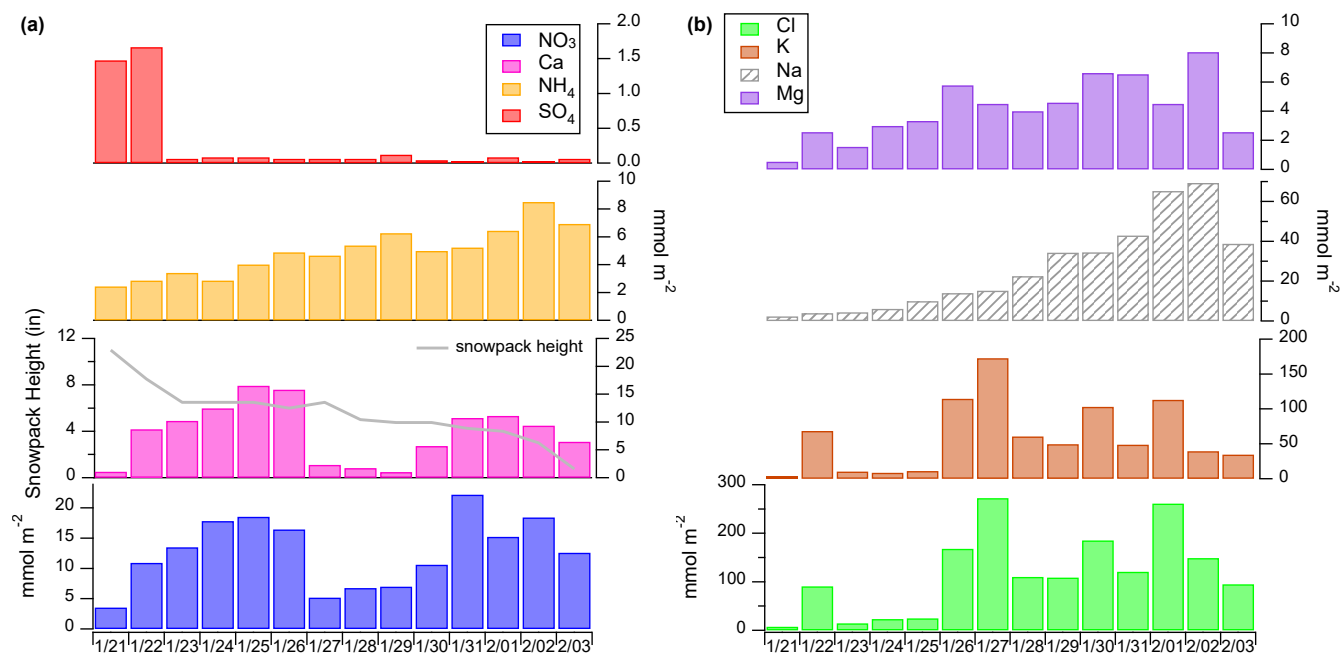 (a)
NO₃
Ca
NH₄
SO₄
2.0
1.5
1.0
0.5
0.0
10
8
6
4
2
0
mmol m⁻²
12
8
4
0
Snowpack Height (in)
snowpack height
25
20
15
10
5
0
20
15
10
5
0
mmol m⁻²
1/21 1/22 1/23 1/24 1/25 1/26 1/27 1/28 1/29 1/30 1/31 2/01 2/02 2/03
(b)
Cl
K
Na
Mg
10
8
6
4
2
0
60
40
20
0
mmol m⁻²
200
150
100
50
0
300
200
100
0
mmol m⁻²
1/21 1/22 1/23 1/24 1/25 1/26 1/27 1/28 1/29 1/30 1/31 2/01 2/02 2/03